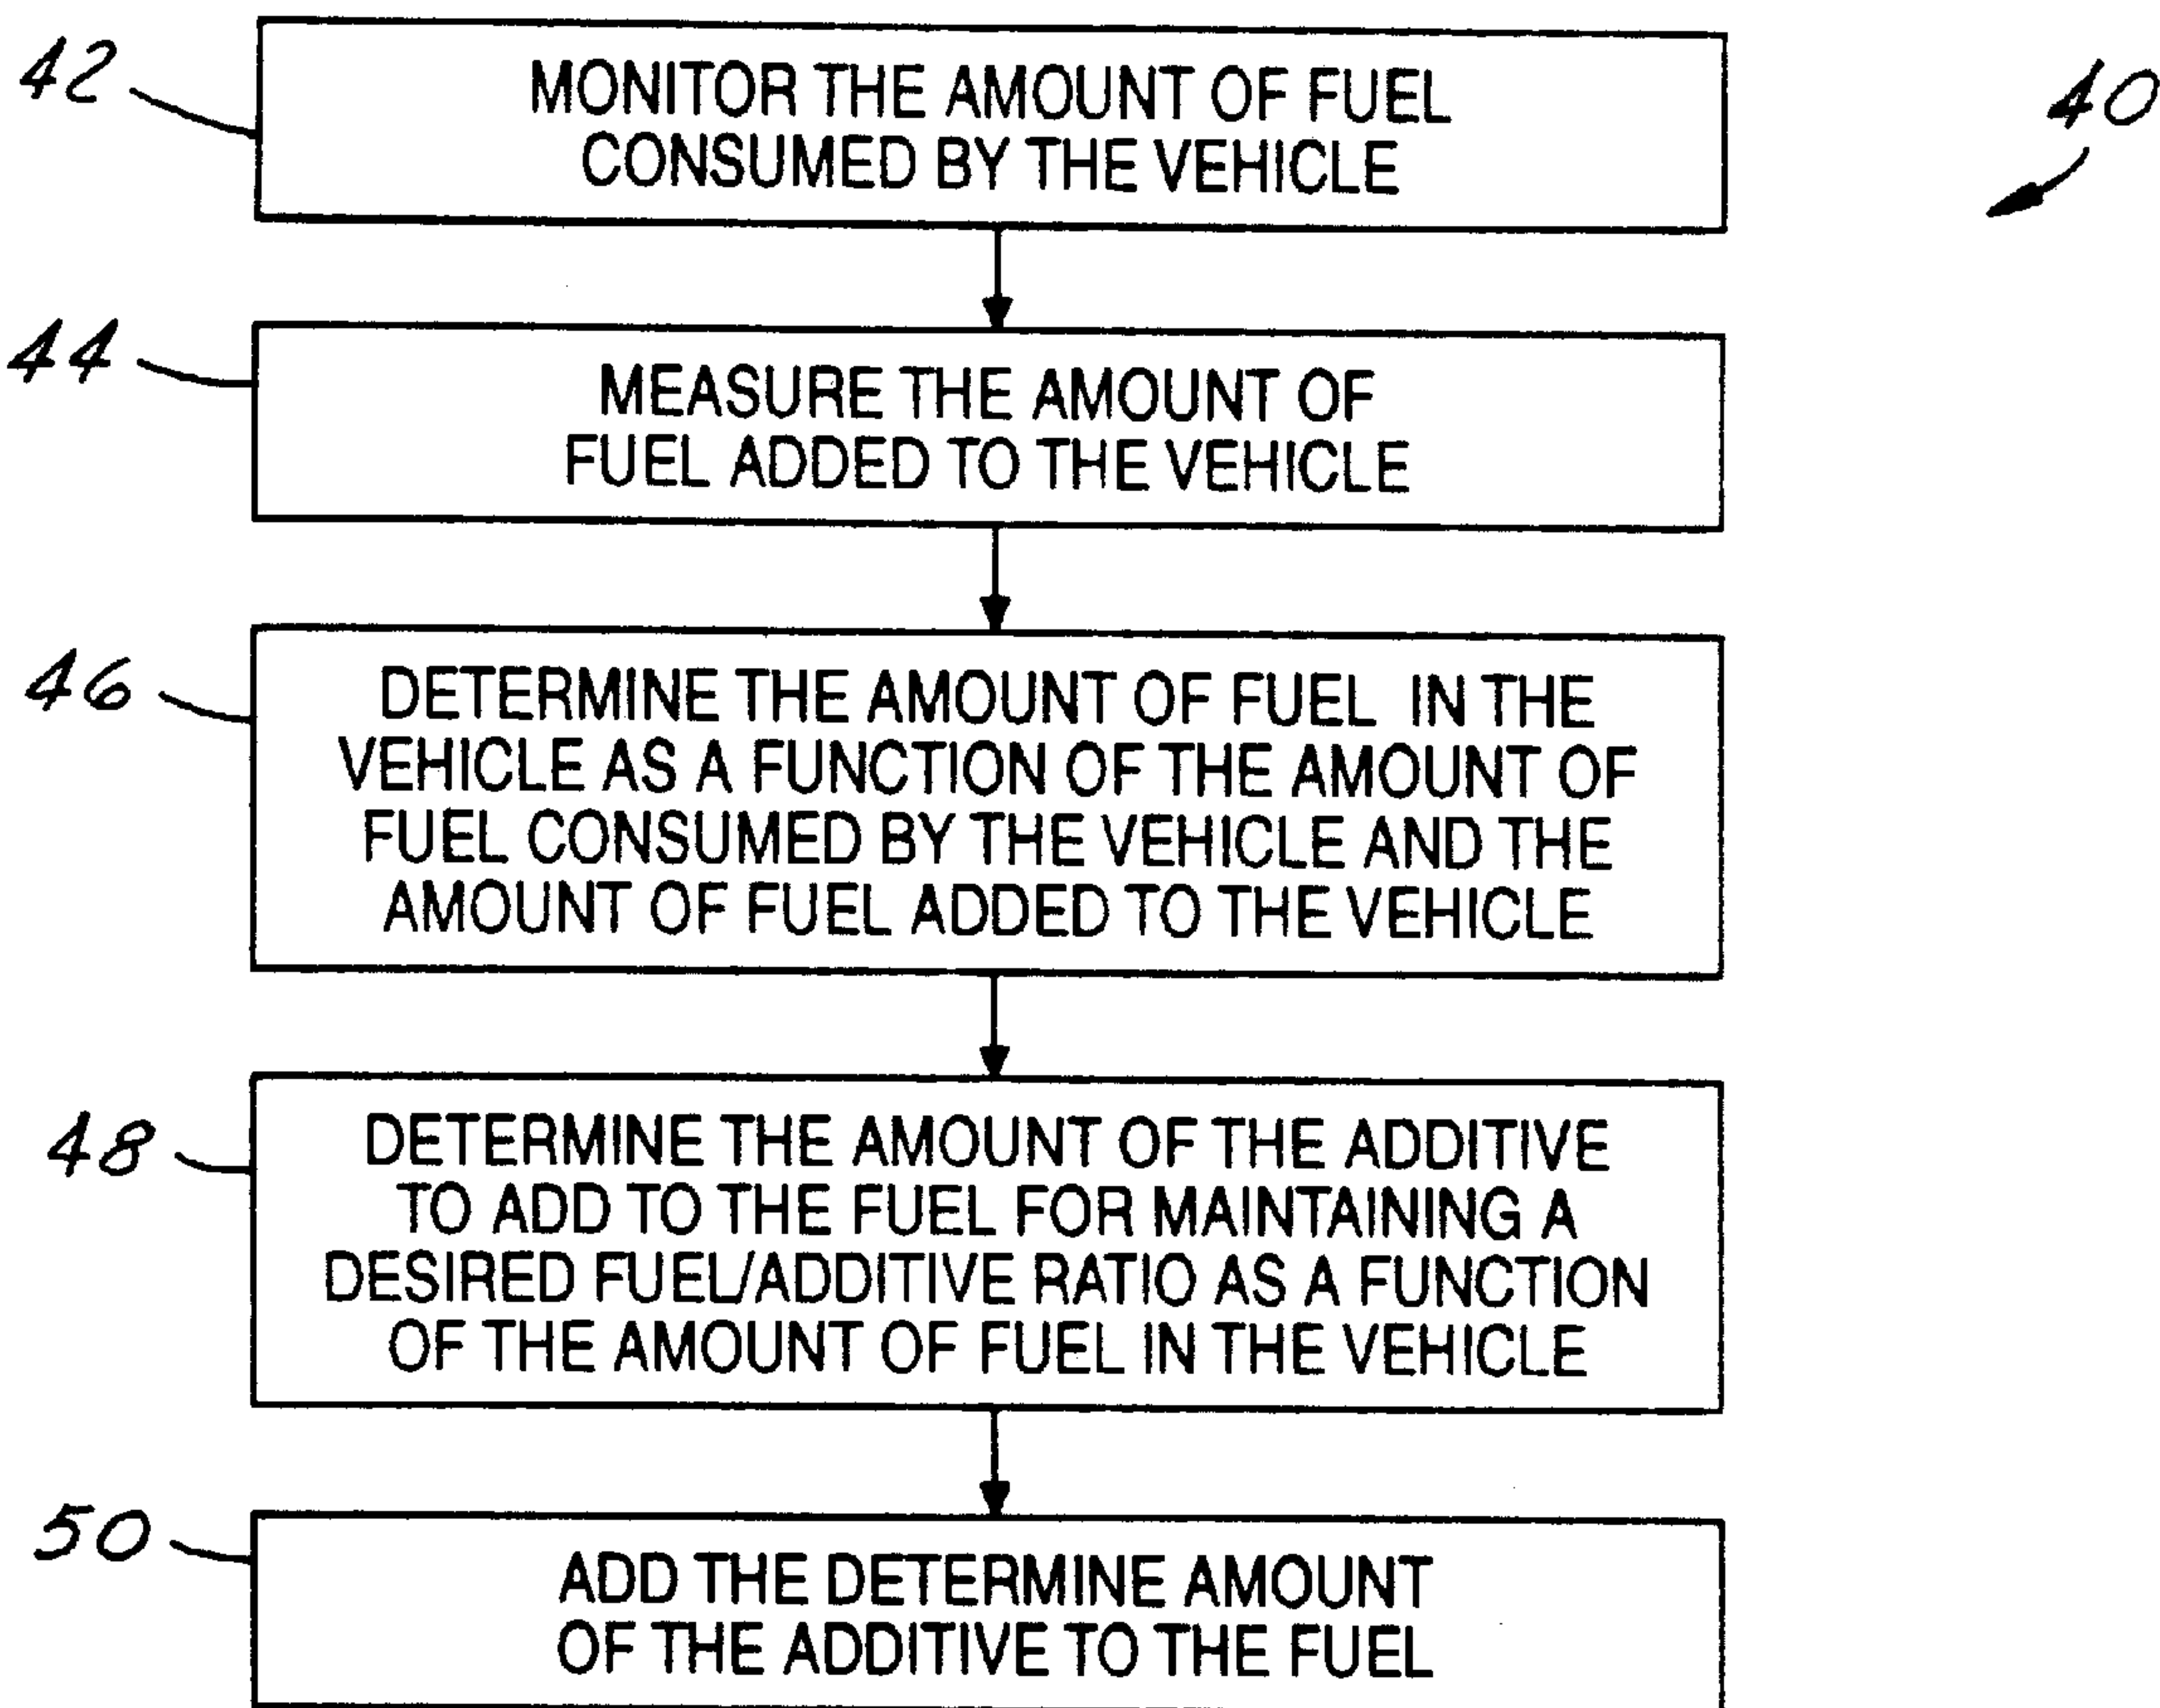 42
MONITOR THE AMOUNT OF FUEL
CONSUMED BY THE VEHICLE
40
44
MEASURE THE AMOUNT OF
FUEL ADDED TO THE VEHICLE
46
DETERMINE THE AMOUNT OF FUEL IN THE
VEHICLE AS A FUNCTION OF THE AMOUNT OF
FUEL CONSUMED BY THE VEHICLE AND THE
AMOUNT OF FUEL ADDED TO THE VEHICLE
48
DETERMINE THE AMOUNT OF THE ADDITIVE
TO ADD TO THE FUEL FOR MAINTAINING A
DESIRED FUEL/ADDITIVE RATIO AS A FUNCTION
OF THE AMOUNT OF FUEL IN THE VEHICLE
50
ADD THE DETERMINE AMOUNT
OF THE ADDITIVE TO THE FUEL